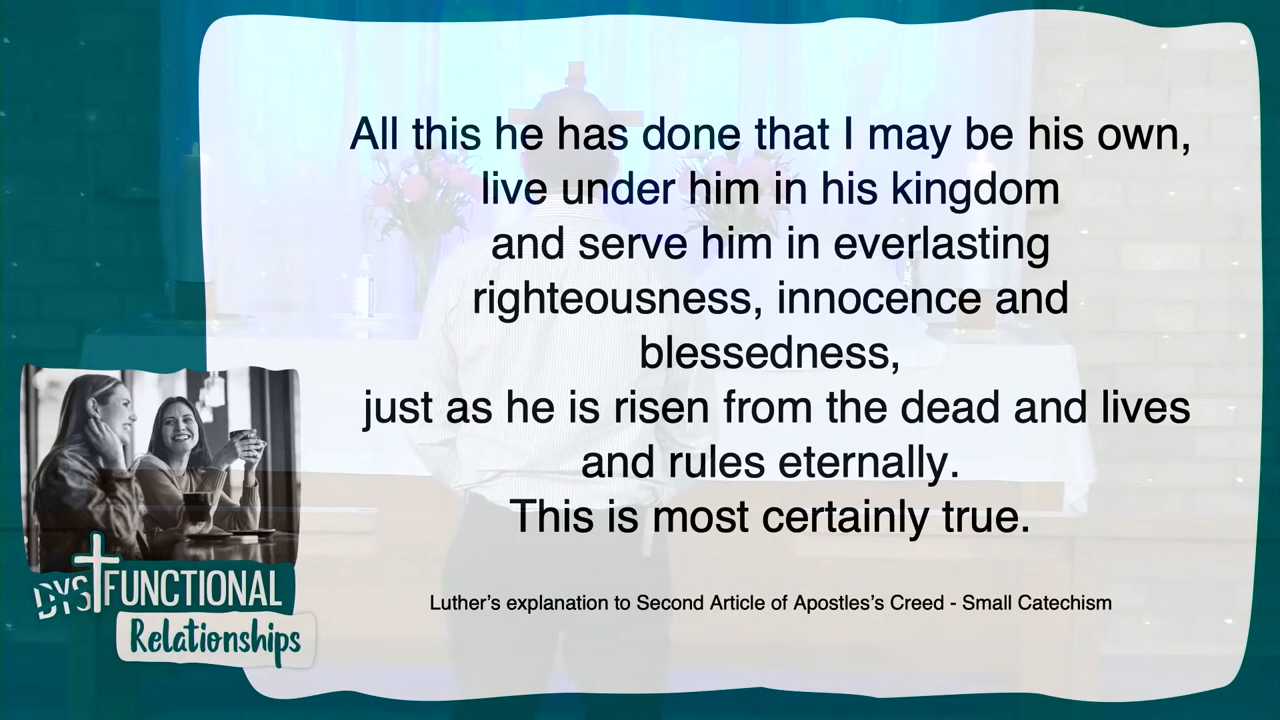 All this he has done that I may be his own,
live under him in his kingdom
and serve him in everlasting
righteousness, innocence and
blessedness,
just as he is risen from the dead and lives
and rules eternally.
This is most certainly true.
Luther’s explanation to Second Article of Apostles’s Creed - Small Catechism
DYSFUNCTIONAL
Relationships